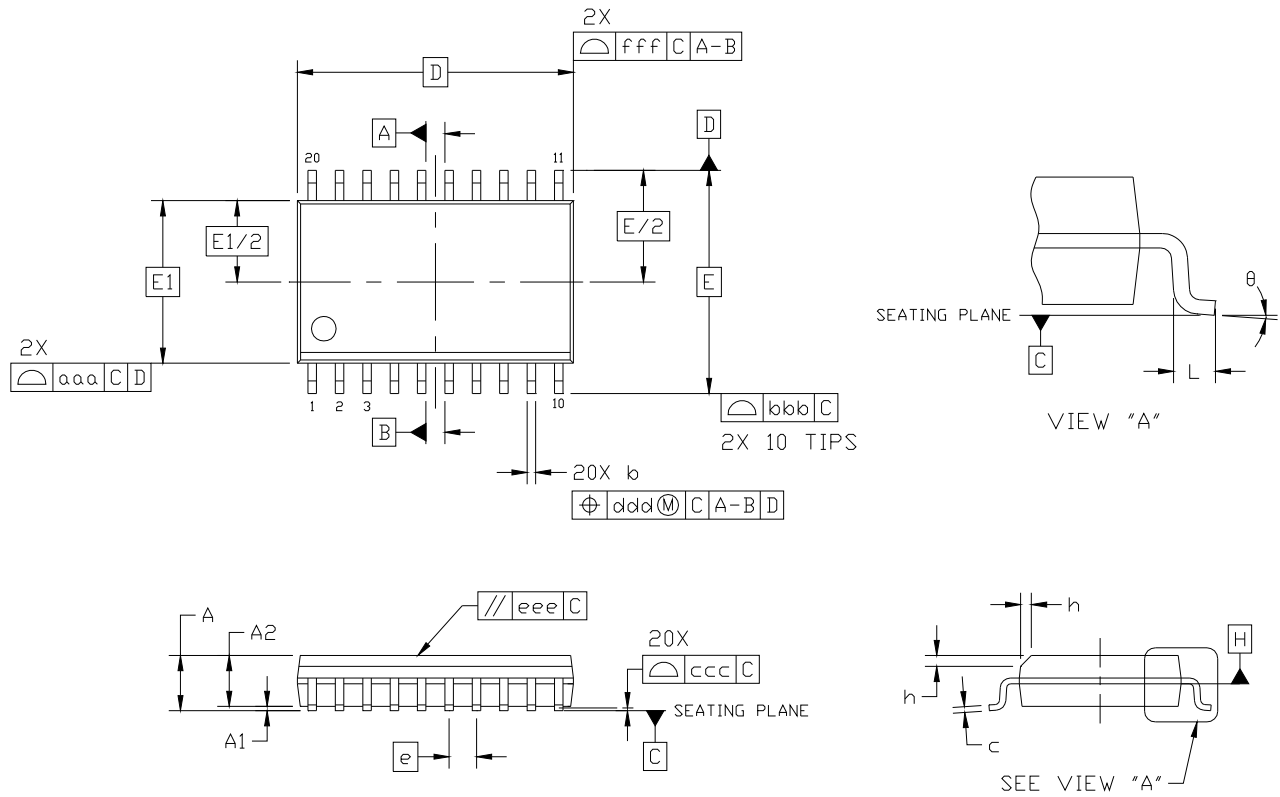 2X
fff C A-B
D
A
D
20
11
E1/2
E/2
E1
E
2X
aaa C D
1 2 3
10
B
bbb C
2X 10 TIPS
20X b
ddd Ⓜ C A-B D
θ
SEATING PLANE
C
L
VIEW "A"
// eee C
A
A2
20X
ccc C
SEATING PLANE
A1
e
C
h
H
h
c
SEE VIEW "A"